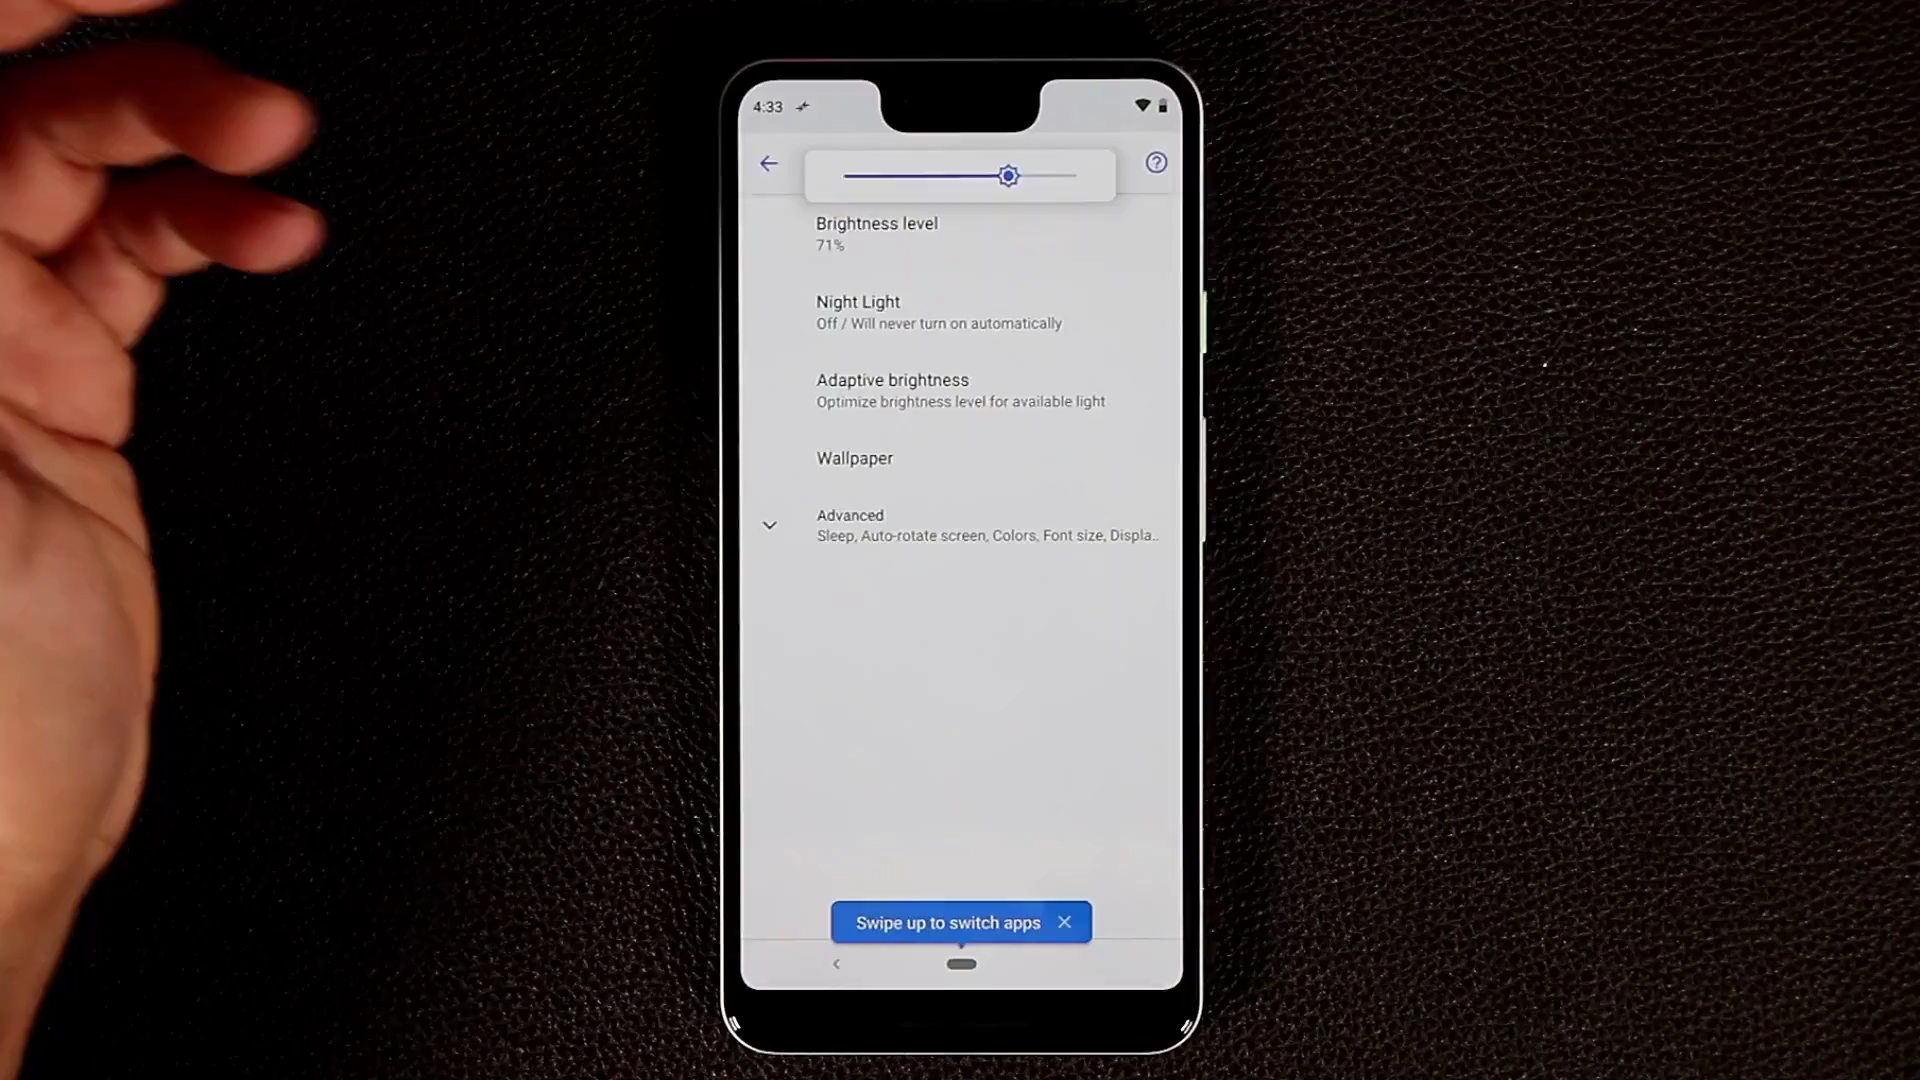 4:33
Brightness level
71%
Night Light
Off / Will never turn on automatically
Adaptive brightness
Optimize brightness level for available light
Wallpaper
Advanced
Sleep, Auto-rotate screen, Colors, Font size, Displa..
Swipe up to switch apps